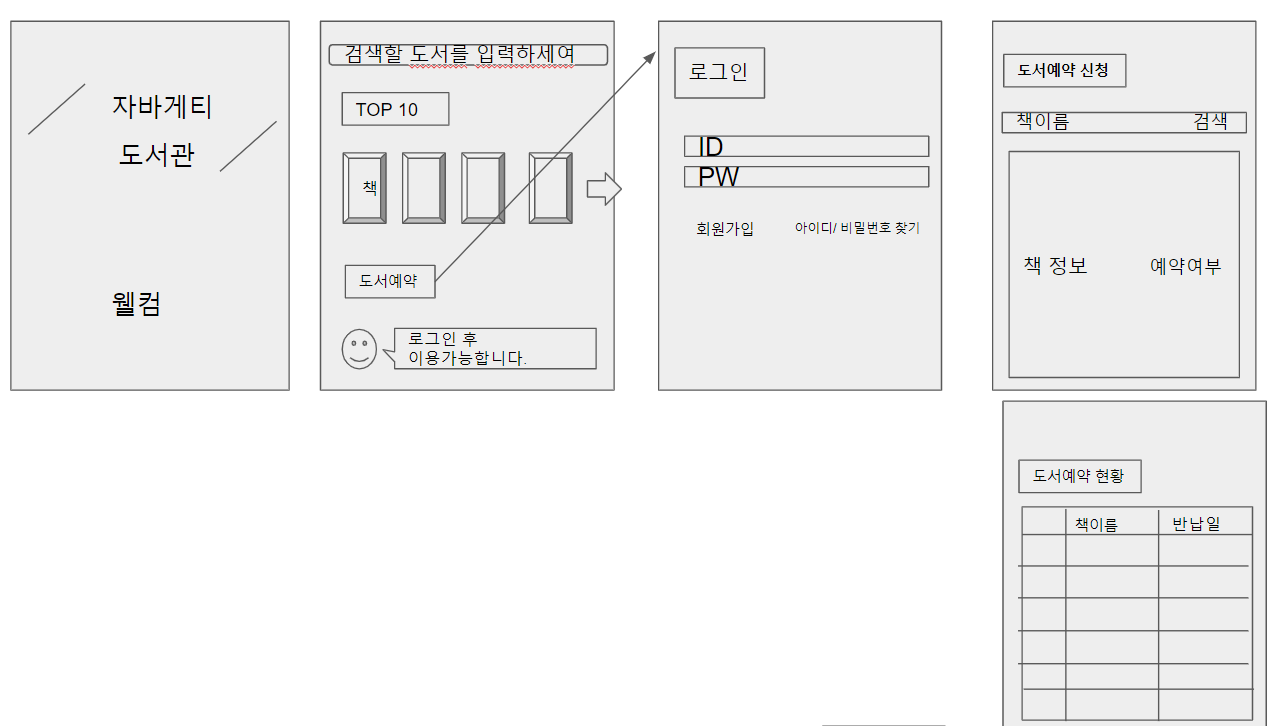 자바게티
도서관
웰컴
검색할 도서를 입력하세여
TOP 10
책
도서예약
로그인 후
이용가능합니다.
로그인
ID
PW
회원가입 아이디/ 비밀번호 찾기
도서예약 신청
책이름 검색
책 정보 예약여부
도서예약 현황
책이름 반납일